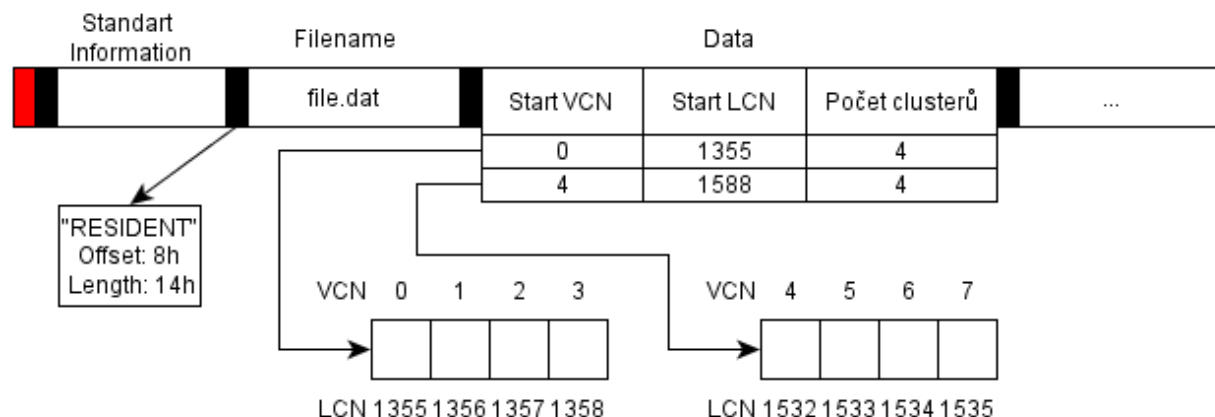 Standart
Information
Filename
Data
file.dat
Start VCN
Start LCN
Počet clusterů
...
0 1355 4
4 1588 4
"RESIDENT"
Offset: 8h
Length: 14h
VCN 0 1 2 3
VCN 4 5 6 7
LCN 1355 1356 1357 1358
LCN 1532 1533 1534 1535